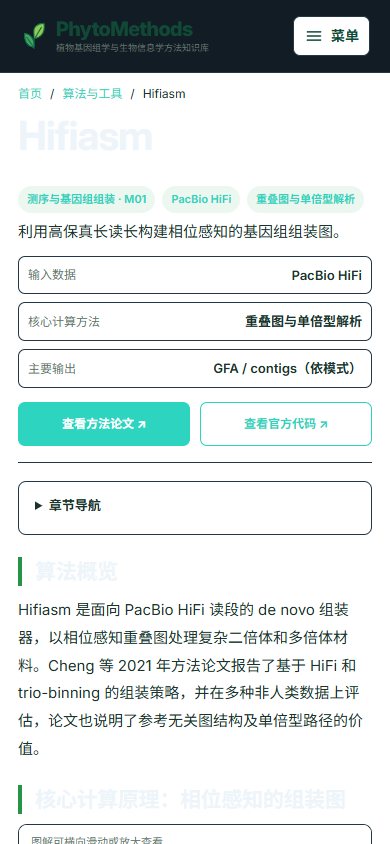 PhytoMethods
植物基因组学与生物信息学方法知识库
菜单
首页 / 算法与工具 / Hifiasm
Hifiasm
测序与基因组组装 · M01
PacBio HiFi
重叠图与单倍型解析
利用高保真长读长构建相位感知的基因组组装图。
输入数据 PacBio HiFi
核心计算方法 重叠图与单倍型解析
主要输出 GFA / contigs（依模式）
查看方法论文 ↗
查看官方代码 ↗
▶ 章节导航
算法概览
Hifiasm 是面向 PacBio HiFi 读段的 de novo 组装
器，以相位感知重叠图处理复杂二倍体和多倍体材
料。Cheng 等 2021 年方法论文报告了基于 HiFi 和
trio-binning 的组装策略，并在多种非人类数据上评
估，论文也说明了参考无关图结构及单倍型路径的价
值。
核心计算原理：相位感知的组装图
图解可横向滑动或放大查看